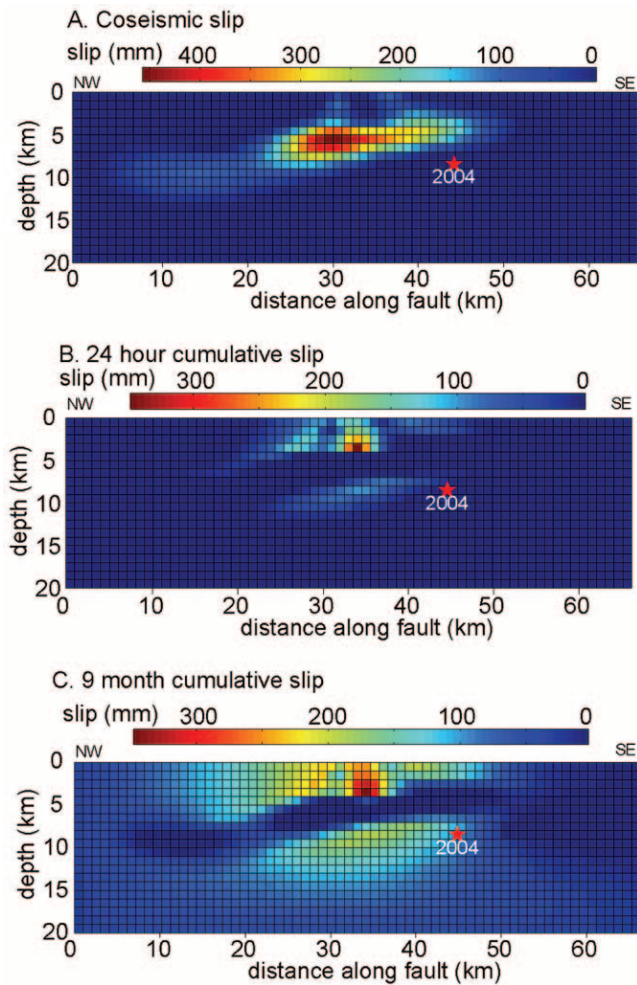 A. Coseismic slip
slip (mm) 400 300 200 100 0
NW SE
0
5
10
15
20
depth (km)
2004
0 10 20 30 40 50 60
distance along fault (km)
B. 24 hour cumulative slip
slip (mm) 300 200 100 0
NW SE
0
5
10
15
20
depth (km)
2004
0 10 20 30 40 50 60
distance along fault (km)
C. 9 month cumulative slip
slip (mm) 300 200 100 0
NW SE
0
5
10
15
20
depth (km)
2004
0 10 20 30 40 50 60
distance along fault (km)